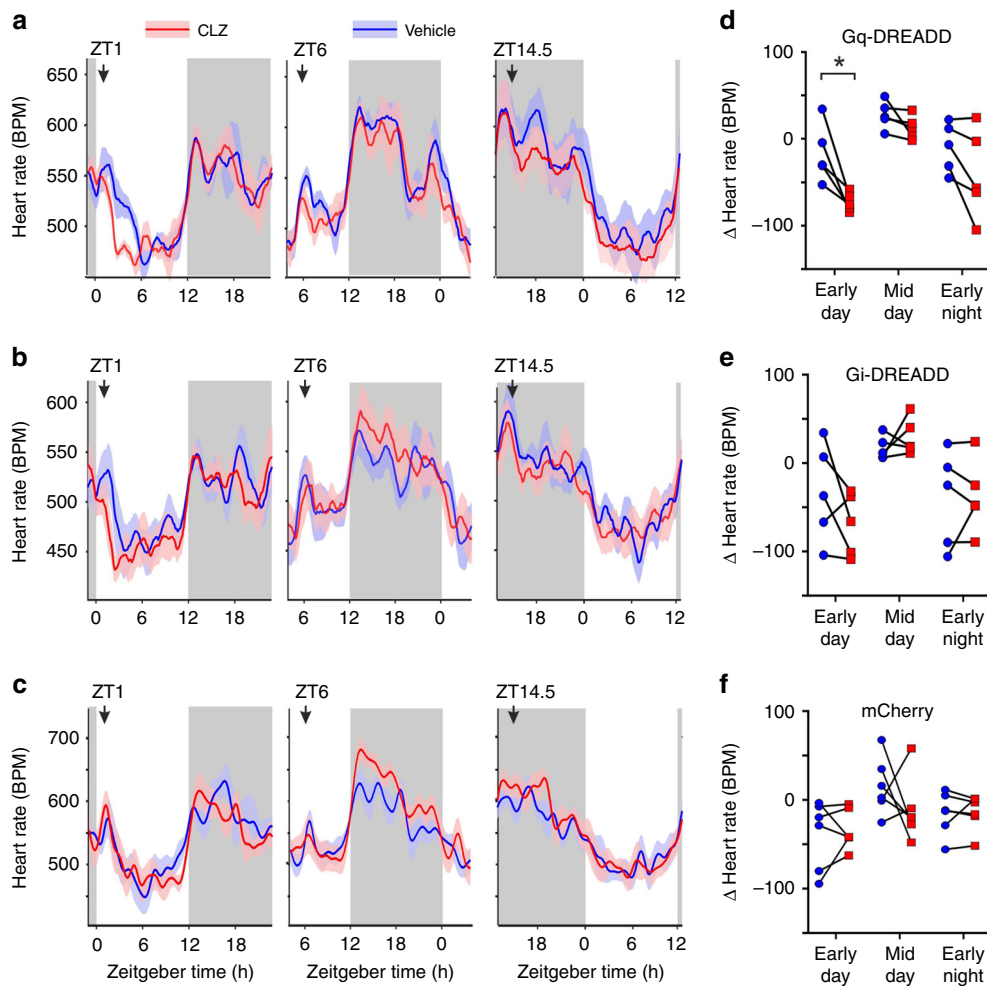 a
CLZ
Vehicle
ZT1
ZT6
ZT14.5
Heart rate (BPM)
650
600
550
500
0 6 12 18
6 12 18 0
18 0 6 12
b
ZT1
ZT6
ZT14.5
Heart rate (BPM)
600
550
500
450
0 6 12 18
6 12 18 0
18 0 6 12
c
ZT1
ZT6
ZT14.5
Heart rate (BPM)
700
600
500
0 6 12 18
6 12 18 0
18 0 6 12
Zeitgeber time (h)
Zeitgeber time (h)
Zeitgeber time (h)
d
Gq-DREADD
*
Δ Heart rate (BPM)
100
0
−100
Early day
Mid day
Early night
e
Gi-DREADD
Δ Heart rate (BPM)
100
0
−100
Early day
Mid day
Early night
f
mCherry
Δ Heart rate (BPM)
100
0
−100
Early day
Mid day
Early night